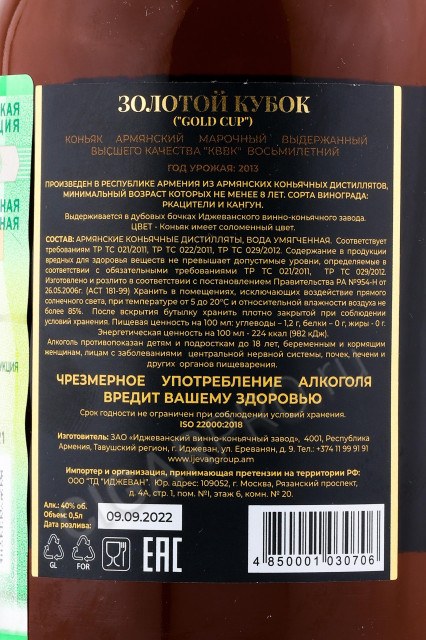 ЗОЛОТОЙ КУБОК
("GOLD CUP")
КОНЬЯК АРМЯНСКИЙ МАРОЧНЫЙ ВЫДЕРЖАННЫЙ
ВЫСШЕГО КАЧЕСТВА "КВВК" ВОСЬМИЛЕТНИЙ
ГОД УРОЖАЯ: 2013
ПРОИЗВЕДЕН В РЕСПУБЛИКЕ АРМЕНИЯ ИЗ АРМЯНСКИХ КОНЬЯЧНЫХ ДИСТИЛЛЯТОВ,
МИНИМАЛЬНЫЙ ВОЗРАСТ КОТОРЫХ НЕ МЕНЕЕ 8 ЛЕТ. СОРТА ВИНОГРАДА:
РКАЦИТЕЛИ И КАНГУН.
Выдерживается в дубовых бочках Иджеванского винно-коньячного завода.
ЦВЕТ - Коньяк имеет соломенный цвет.
СОСТАВ: АРМЯНСКИЕ КОНЬЯЧНЫЕ ДИСТИЛЛЯТЫ, ВОДА УМЯГЧЕННАЯ. Соответствует
требованиям ТР ТС 021/2011, ТР ТС 022/2011, ТР ТС 029/2012. Содержание в продукции
вредных для здоровья веществ не превышает допустимые уровни, определяемые в
соответствии с обязательными требованиями ТР ТС 021/2011, ТР ТС 029/2012.
Изготовлено и розлито в соответствии с постановлением Правительства РА №954-Н от
26.05.2006г. (АСТ 181-99) Хранить в помещениях, исключающих воздействие прямого
солнечного света, при температуре от 5 до 20°С и относительной влажности воздуха не
более 85%. После вскрытия бутылку хранить плотно закрытой при соблюдении
условий хранения. Пищевая ценность на 100 мл: углеводы – 1,2 г, белки – 0 г, жиры - 0 г.
Энергетическая ценность на 100 мл - 224 ккал (982 кДж).
Алкоголь противопоказан детям и подросткам до 18 лет, беременным и кормящим
женщинам, лицам с заболеваниями центральной нервной системы, почек, печени и
других органов пищеварения.
ЧРЕЗМЕРНОЕ УПОТРЕБЛЕНИЕ АЛКОГОЛЯ
ВРЕДИТ ВАШЕМУ ЗДОРОВЬЮ
Срок годности не ограничен при соблюдении условий хранения.
ISO 22000:2018
Изготовитель: ЗАО «Иджеванский винно-коньячный завод», 4001, Республика
Армения, Тавушский регион, г. Иджеван, ул. Ереванян, д. 9. Тел.: +374 11 99 91 91
www.ijevangroup.am
Импортер и организация, принимающая претензии на территории РФ:
ООО "ТД "ИДЖЕВАН", Юр. адрес: 109052, г. Москва, Рязанский проспект,
д. 4А, стр. 1, пом. №I, этаж 6, комн. № 20.
Алк.: 40% об.
Объем: 0,5л
Дата розлива:
09.09.2022
GL
FOR
EAC
4 850001 030706